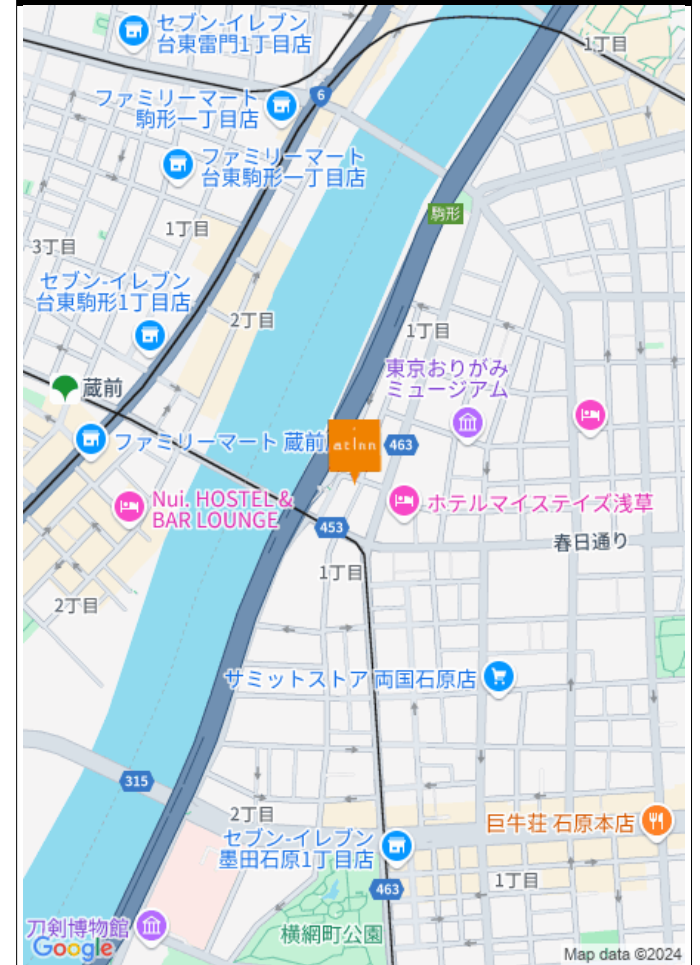 セブン-イレブン
台東雷門1丁目店
1丁目
ファミリーマート
駒形一丁目店
6
ファミリーマート
台東駒形一丁目店
駒形
1丁目
3丁目
セブン-イレブン
台東駒形1丁目店
2丁目
1丁目
東京おりがみ
ミュージアム
蔵前
ファミリーマート 蔵前
at inn
463
Nui. HOSTEL &
BAR LOUNGE
ホテルマイステイズ浅草
453
春日通り
1丁目
2丁目
サミットストア 両国石原店
315
2丁目
セブン-イレブン
墨田石原1丁目店
巨牛荘 石原本店
463
1丁目
刀剣博物館
横網町公園
Google
Map data ©2024